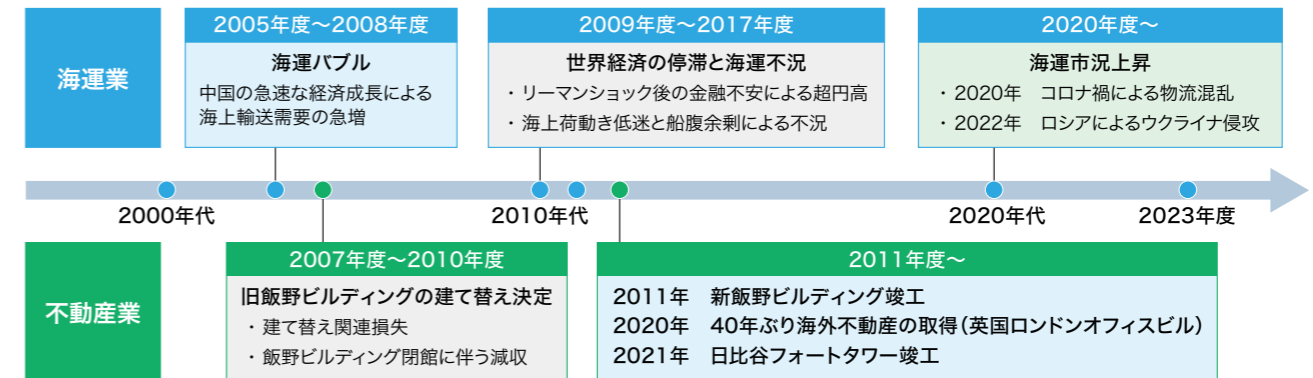 海運業
2005年度～2008年度
海運バブル
中国の急速な経済成長による
海上輸送需要の急増
2009年度～2017年度
世界経済の停滞と海運不況
・リーマンショック後の金融不安による超円高
・海上荷動き低迷と船腹余剰による不況
2020年度～
海運市況上昇
・2020年　コロナ禍による物流混乱
・2022年　ロシアによるウクライナ侵攻
2000年代
2010年代
2020年代
2023年度
不動産業
2007年度～2010年度
旧飯野ビルディングの建て替え決定
・建て替え関連損失
・飯野ビルディング閉館に伴う減収
2011年度～
2011年　新飯野ビルディング竣工
2020年　40年ぶり海外不動産の取得（英国ロンドンオフィスビル）
2021年　日比谷フォートタワー竣工